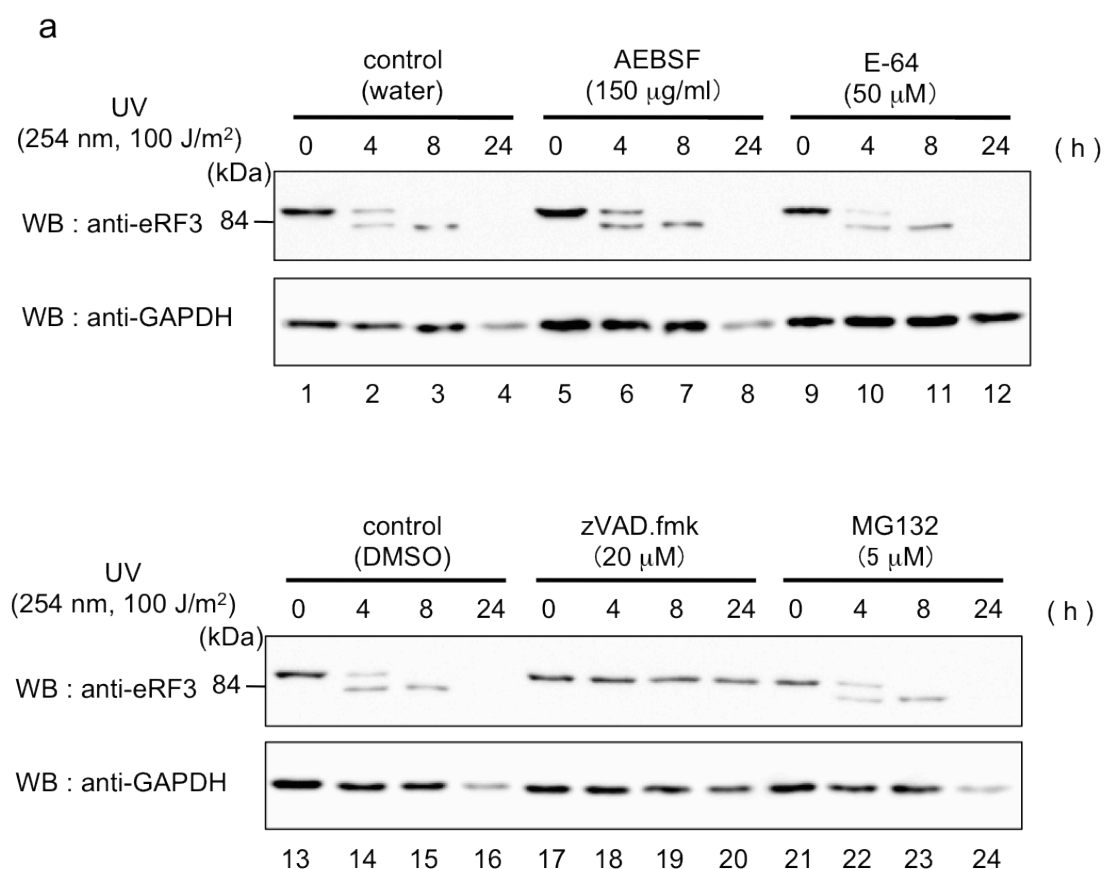 a
control AEBSF E-64
(water) (150 μg/ml) (50 μM)
UV
(254 nm, 100 J/m²) 0 4 8 24 0 4 8 24 0 4 8 24 ( h )
(kDa)
WB : anti-eRF3 84
WB : anti-GAPDH
1 2 3 4 5 6 7 8 9 10 11 12
control zVAD.fmk MG132
(DMSO) (20 μM) (5 μM)
UV
(254 nm, 100 J/m²) 0 4 8 24 0 4 8 24 0 4 8 24 ( h )
(kDa)
WB : anti-eRF3 84
WB : anti-GAPDH
13 14 15 16 17 18 19 20 21 22 23 24